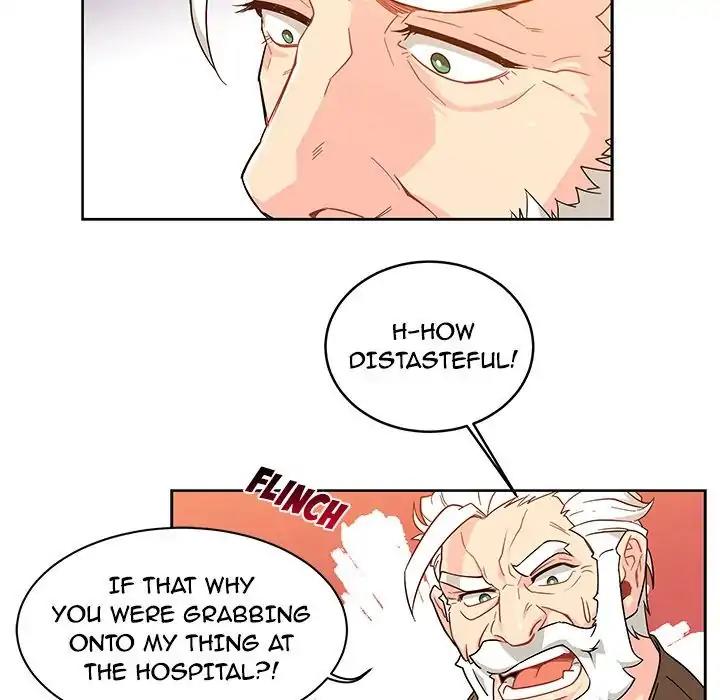 H-HOW
DISTASTEFUL!
FLINCH
IF THAT WHY
YOU WERE GRABBING
ONTO MY THING AT
THE HOSPITAL?!